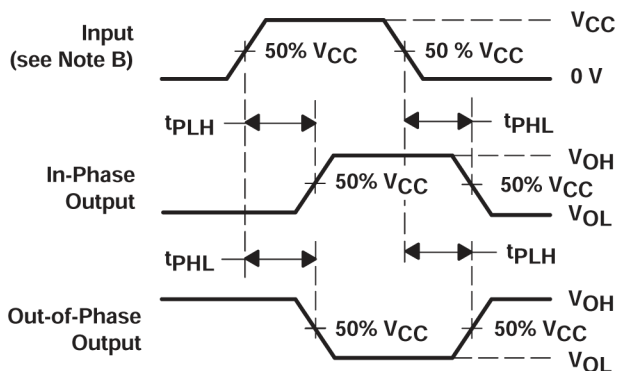 Input
(see Note B)
50% VCC
50 % VCC
VCC
0 V
tPLH
tPHL
In-Phase
Output
50% VCC
50% VCC
VOH
VOL
tPHL
tPLH
Out-of-Phase
Output
50% VCC
50% VCC
VOH
VOL